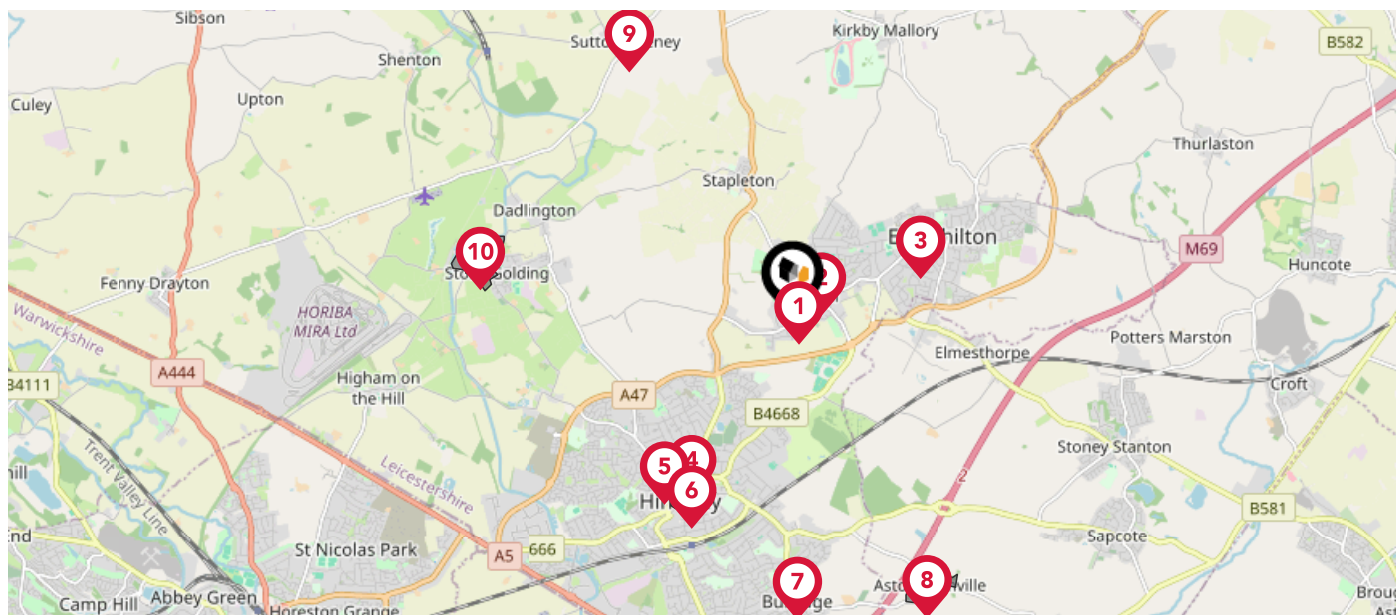 Sibson
9
Kirkby Mallory
B582
Shenton
Culey
Upton
Thurlaston
Stapleton
Dadlington
3
M69
10
Huncote
Fenny Drayton
2
1
HORIBA
MIRA Ltd
Warwickshire
Potters Marston
Elmesthorpe
A444
B4111
Higham on
the Hill
Croft
A47
B4668
Stoney Stanton
5
4
Leicestershire
2
6
Trent Valley Line
B581
Sapcote
A5
666
St Nicolas Park
7
8
Camp Hill
Abbey Green
Horeston Grange